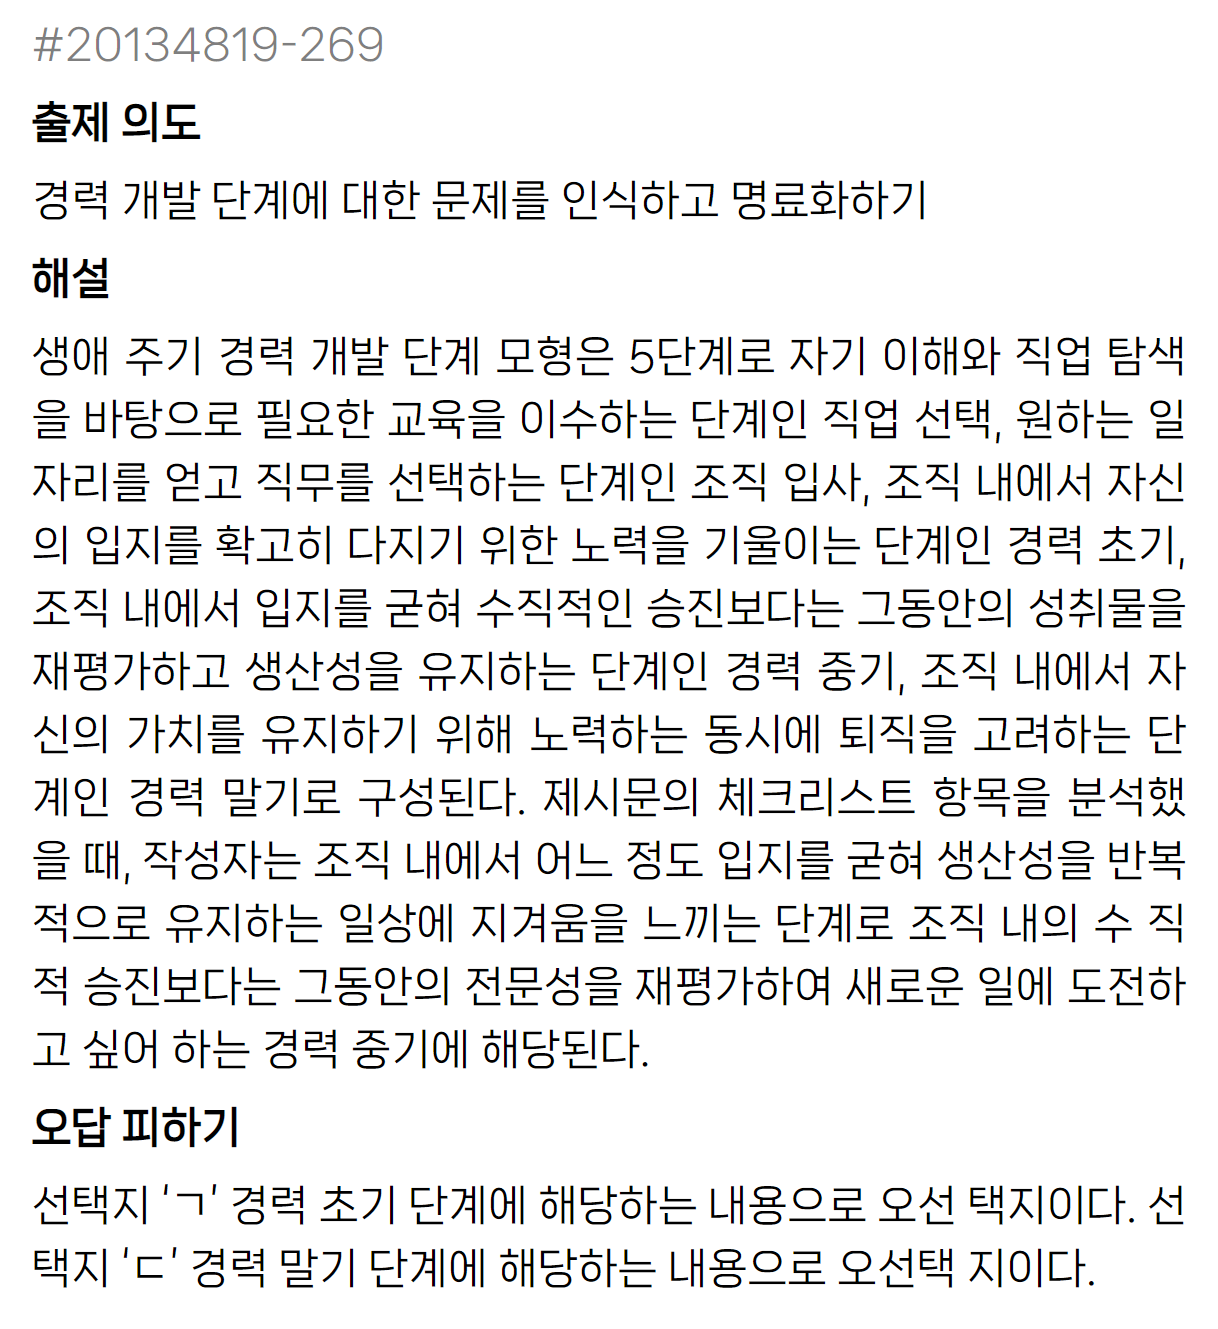 #20134819-269
출제 의도
경력 개발 단계에 대한 문제를 인식하고 명료화하기
해설
생애 주기 경력 개발 단계 모형은 5단계로 자기 이해와 직업 탐색
을 바탕으로 필요한 교육을 이수하는 단계인 직업 선택, 원하는 일
자리를 얻고 직무를 선택하는 단계인 조직 입사, 조직 내에서 자신
의 입지를 확고히 다지기 위한 노력을 기울이는 단계인 경력 초기,
조직 내에서 입지를 굳혀 수직적인 승진보다는 그동안의 성취물을
재평가하고 생산성을 유지하는 단계인 경력 중기, 조직 내에서 자
신의 가치를 유지하기 위해 노력하는 동시에 퇴직을 고려하는 단
계인 경력 말기로 구성된다. 제시문의 체크리스트 항목을 분석했
을 때, 작성자는 조직 내에서 어느 정도 입지를 굳혀 생산성을 반복
적으로 유지하는 일상에 지겨움을 느끼는 단계로 조직 내의 수 직
적 승진보다는 그동안의 전문성을 재평가하여 새로운 일에 도전하
고 싶어 하는 경력 중기에 해당된다.
오답 피하기
선택지 ‘ㄱ’ 경력 초기 단계에 해당하는 내용으로 오선 택지이다. 선
택지 ‘ㄷ’ 경력 말기 단계에 해당하는 내용으로 오선택 지이다.